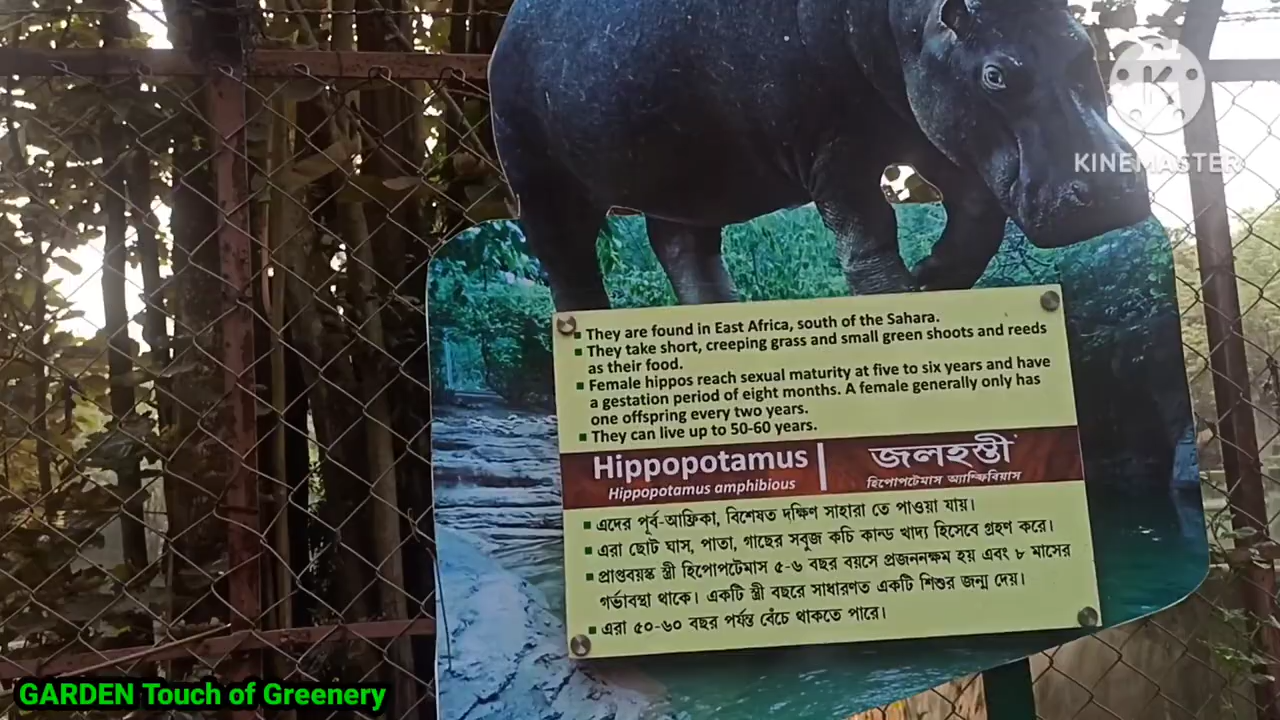 KINEMASTER
▪ They are found in East Africa, south of the Sahara.
▪ They take short, creeping grass and small green shoots and reeds
as their food.
▪ Female hippos reach sexual maturity at five to six years and have
a gestation period of eight months. A female generally only has
one offspring every two years.
▪ They can live up to 50-60 years.
Hippopotamus | জলহস্তী
Hippopotamus amphibious হিপোপটেমাস অ্যাম্ফিবিয়াস
▪ এদের পূর্ব-আফ্রিকা, বিশেষত দক্ষিণ সাহারা তে পাওয়া যায়।
▪ এরা ছোট ঘাস, পাতা, গাছের সবুজ কচি কান্ড খাদ্য হিসেবে গ্রহণ করে।
▪ প্রাপ্তবয়স্ক স্ত্রী হিপোপটেমাস ৫-৬ বছর বয়সে প্রজননক্ষম হয় এবং ৮ মাসের
গর্ভাবস্থা থাকে। একটি স্ত্রী বছরে সাধারণত একটি শিশুর জন্ম দেয়।
▪ এরা ৫০-৬০ বছর পর্যন্ত বেঁচে থাকতে পারে।
GARDEN Touch of Greenery